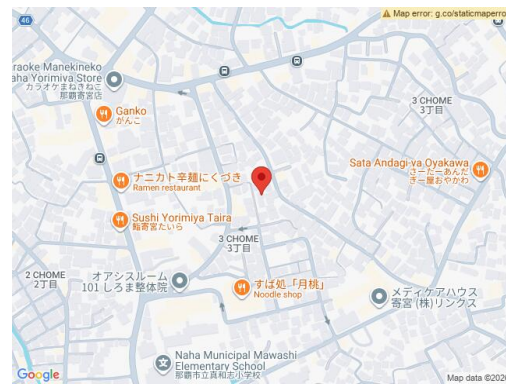 46
Map error: g.co/staticmaperro
raoke Manekineko
aha Yorimiya Store
カラオケまねきねこ
那覇寄宮店
Ganko
がんこ
3 CHOME
3丁目
Sata Andagi-ya Oyakawa
さーたーあんだ
ぎー屋おやかわ
ナニカト辛麺にくづき
Ramen restaurant
Sushi Yorimiya Taira
鮨寄宮たいら
3 CHOME
3丁目
2 CHOME
2丁目
オアシスルーム
101 しろま整体院
すば処「月桃」
Noodle shop
メディケアハウス
寄宮 (株)リンクス
Naha Municipal Mawashi
Elementary School
那覇市立真和志小学校
Google
Map data ©2026